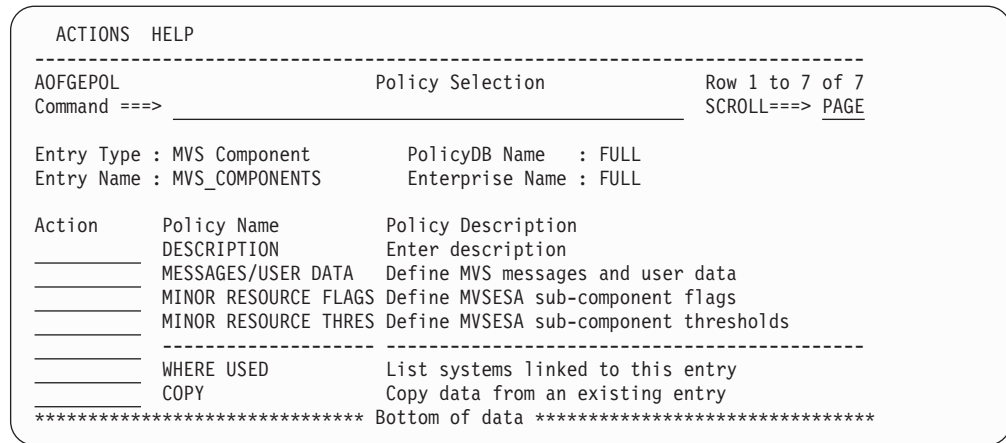 ACTIONS HELP
-------------------------------------------------------------------------------
AOFGEPOL Policy Selection Row 1 to 7 of 7
Command ===> SCROLL===> PAGE
Entry Type : MVS Component PolicyDB Name : FULL
Entry Name : MVS_COMPONENTS Enterprise Name : FULL
Action Policy Name Policy Description
DESCRIPTION Enter description
MESSAGES/USER DATA Define MVS messages and user data
MINOR RESOURCE FLAGS Define MVSESA sub-component flags
MINOR RESOURCE THRES Define MVSESA sub-component thresholds
-------------------- ---------------------------------------------
WHERE USED List systems linked to this entry
COPY Copy data from an existing entry
******************************* Bottom of data ********************************